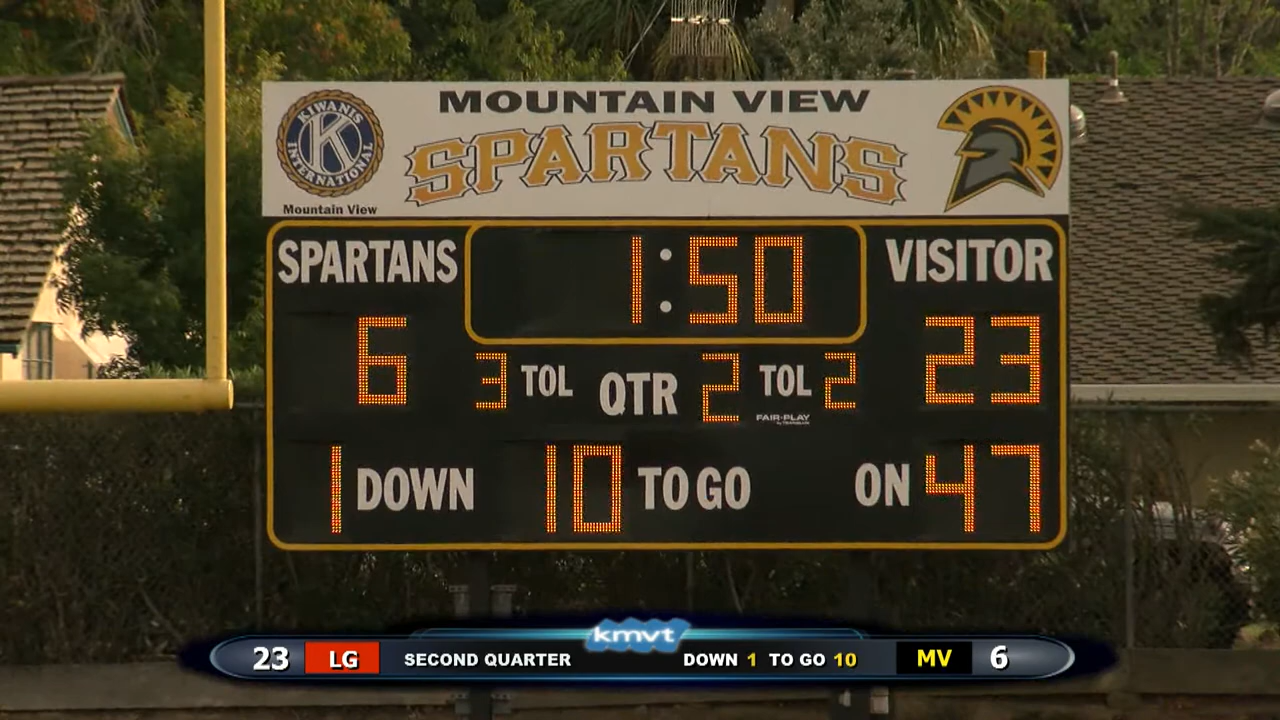 MOUNTAIN VIEW
SPARTANS
KIWANIS
K
INTERNATIONAL
Mountain View
SPARTANS 1:50 VISITOR
6 3 TOL QTR 2 TOL 2 23
FAIR-PLAY
1 DOWN 10 TO GO ON 47
kmvt
23 LG SECOND QUARTER DOWN 1 TO GO 10 MV 6